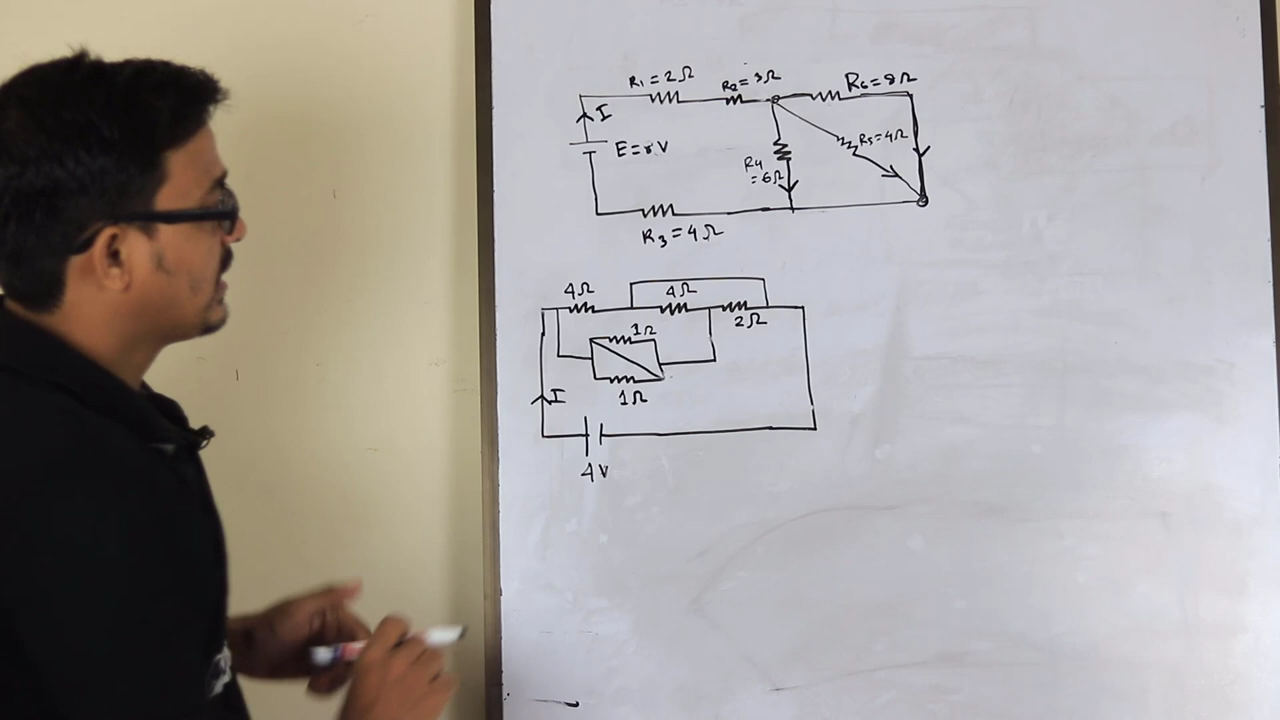 R₁ = 2Ω
R₂ = 3Ω
R₆ = 8Ω
I
E = 8V
R₄ = 6Ω
R₅ = 4Ω
R₃ = 4Ω
4Ω
4Ω
2Ω
1Ω
1Ω
I
4V